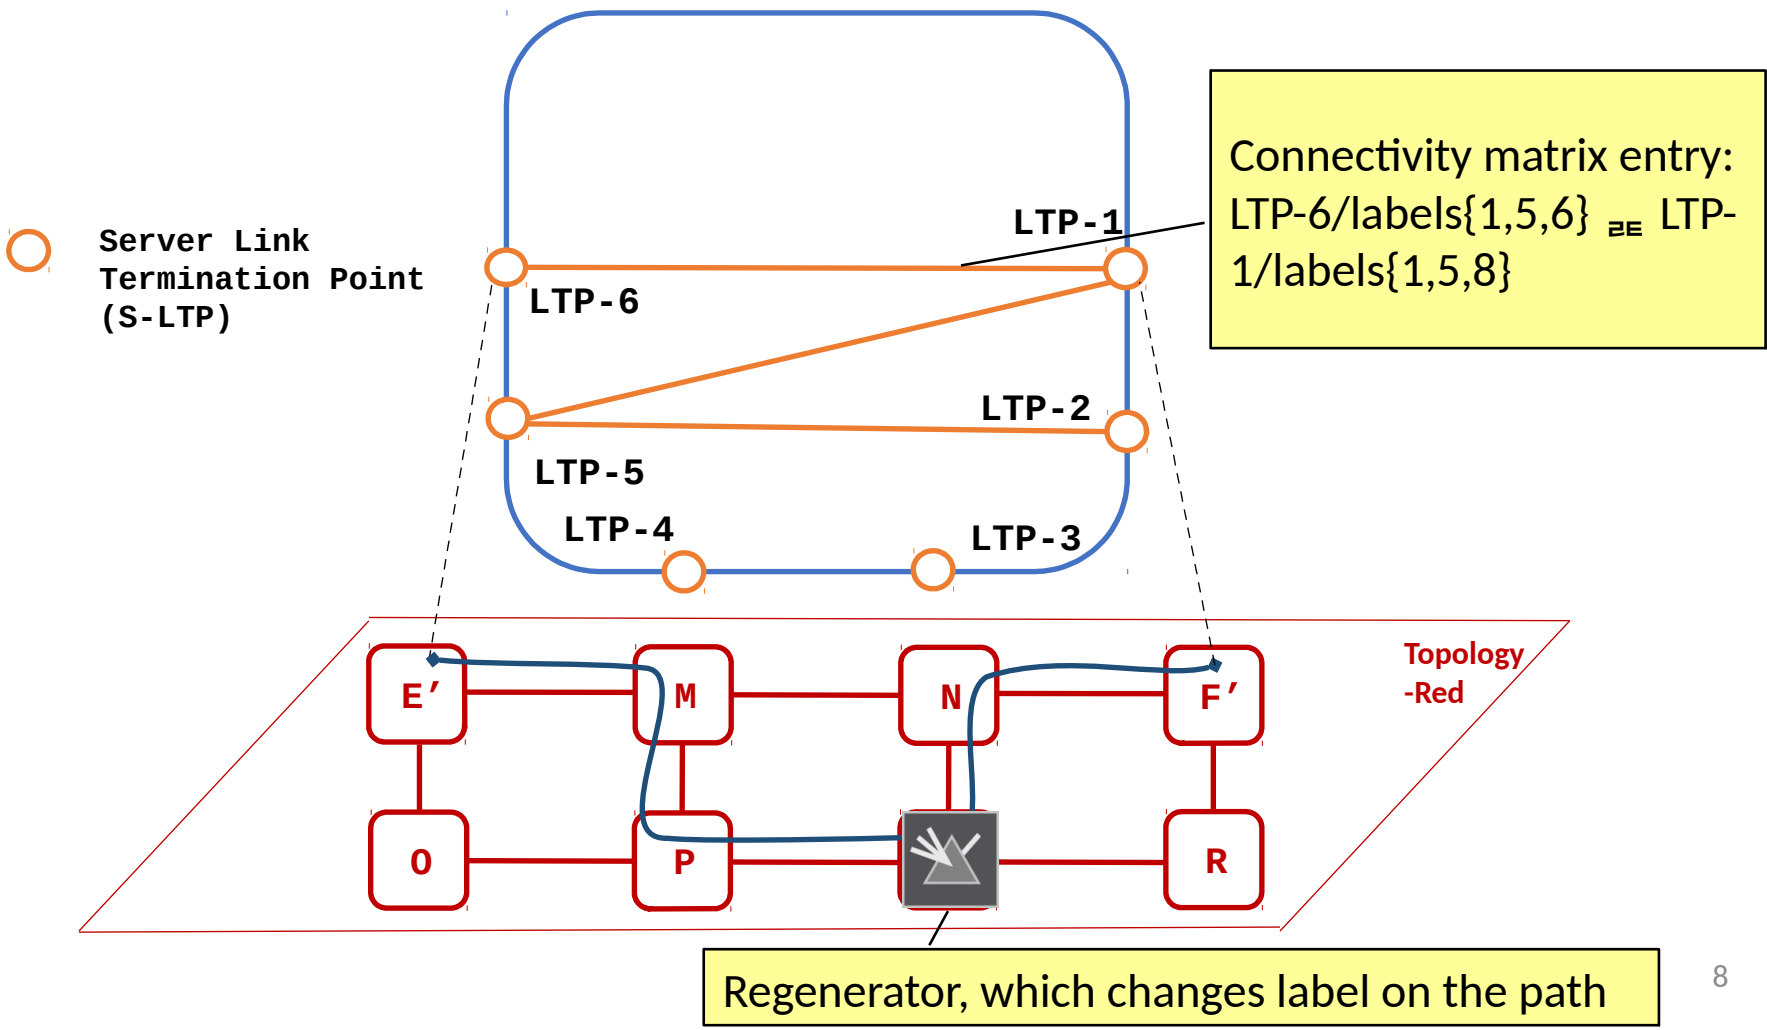 Server Link
Termination Point
(S-LTP)
LTP-1
LTP-6
LTP-2
LTP-5
LTP-4
LTP-3
Connectivity matrix entry:
LTP-6/labels{1,5,6} LTP-
1/labels{1,5,8}
Topology
-Red
E’ M N F’
O P R
Regenerator, which changes label on the path
8